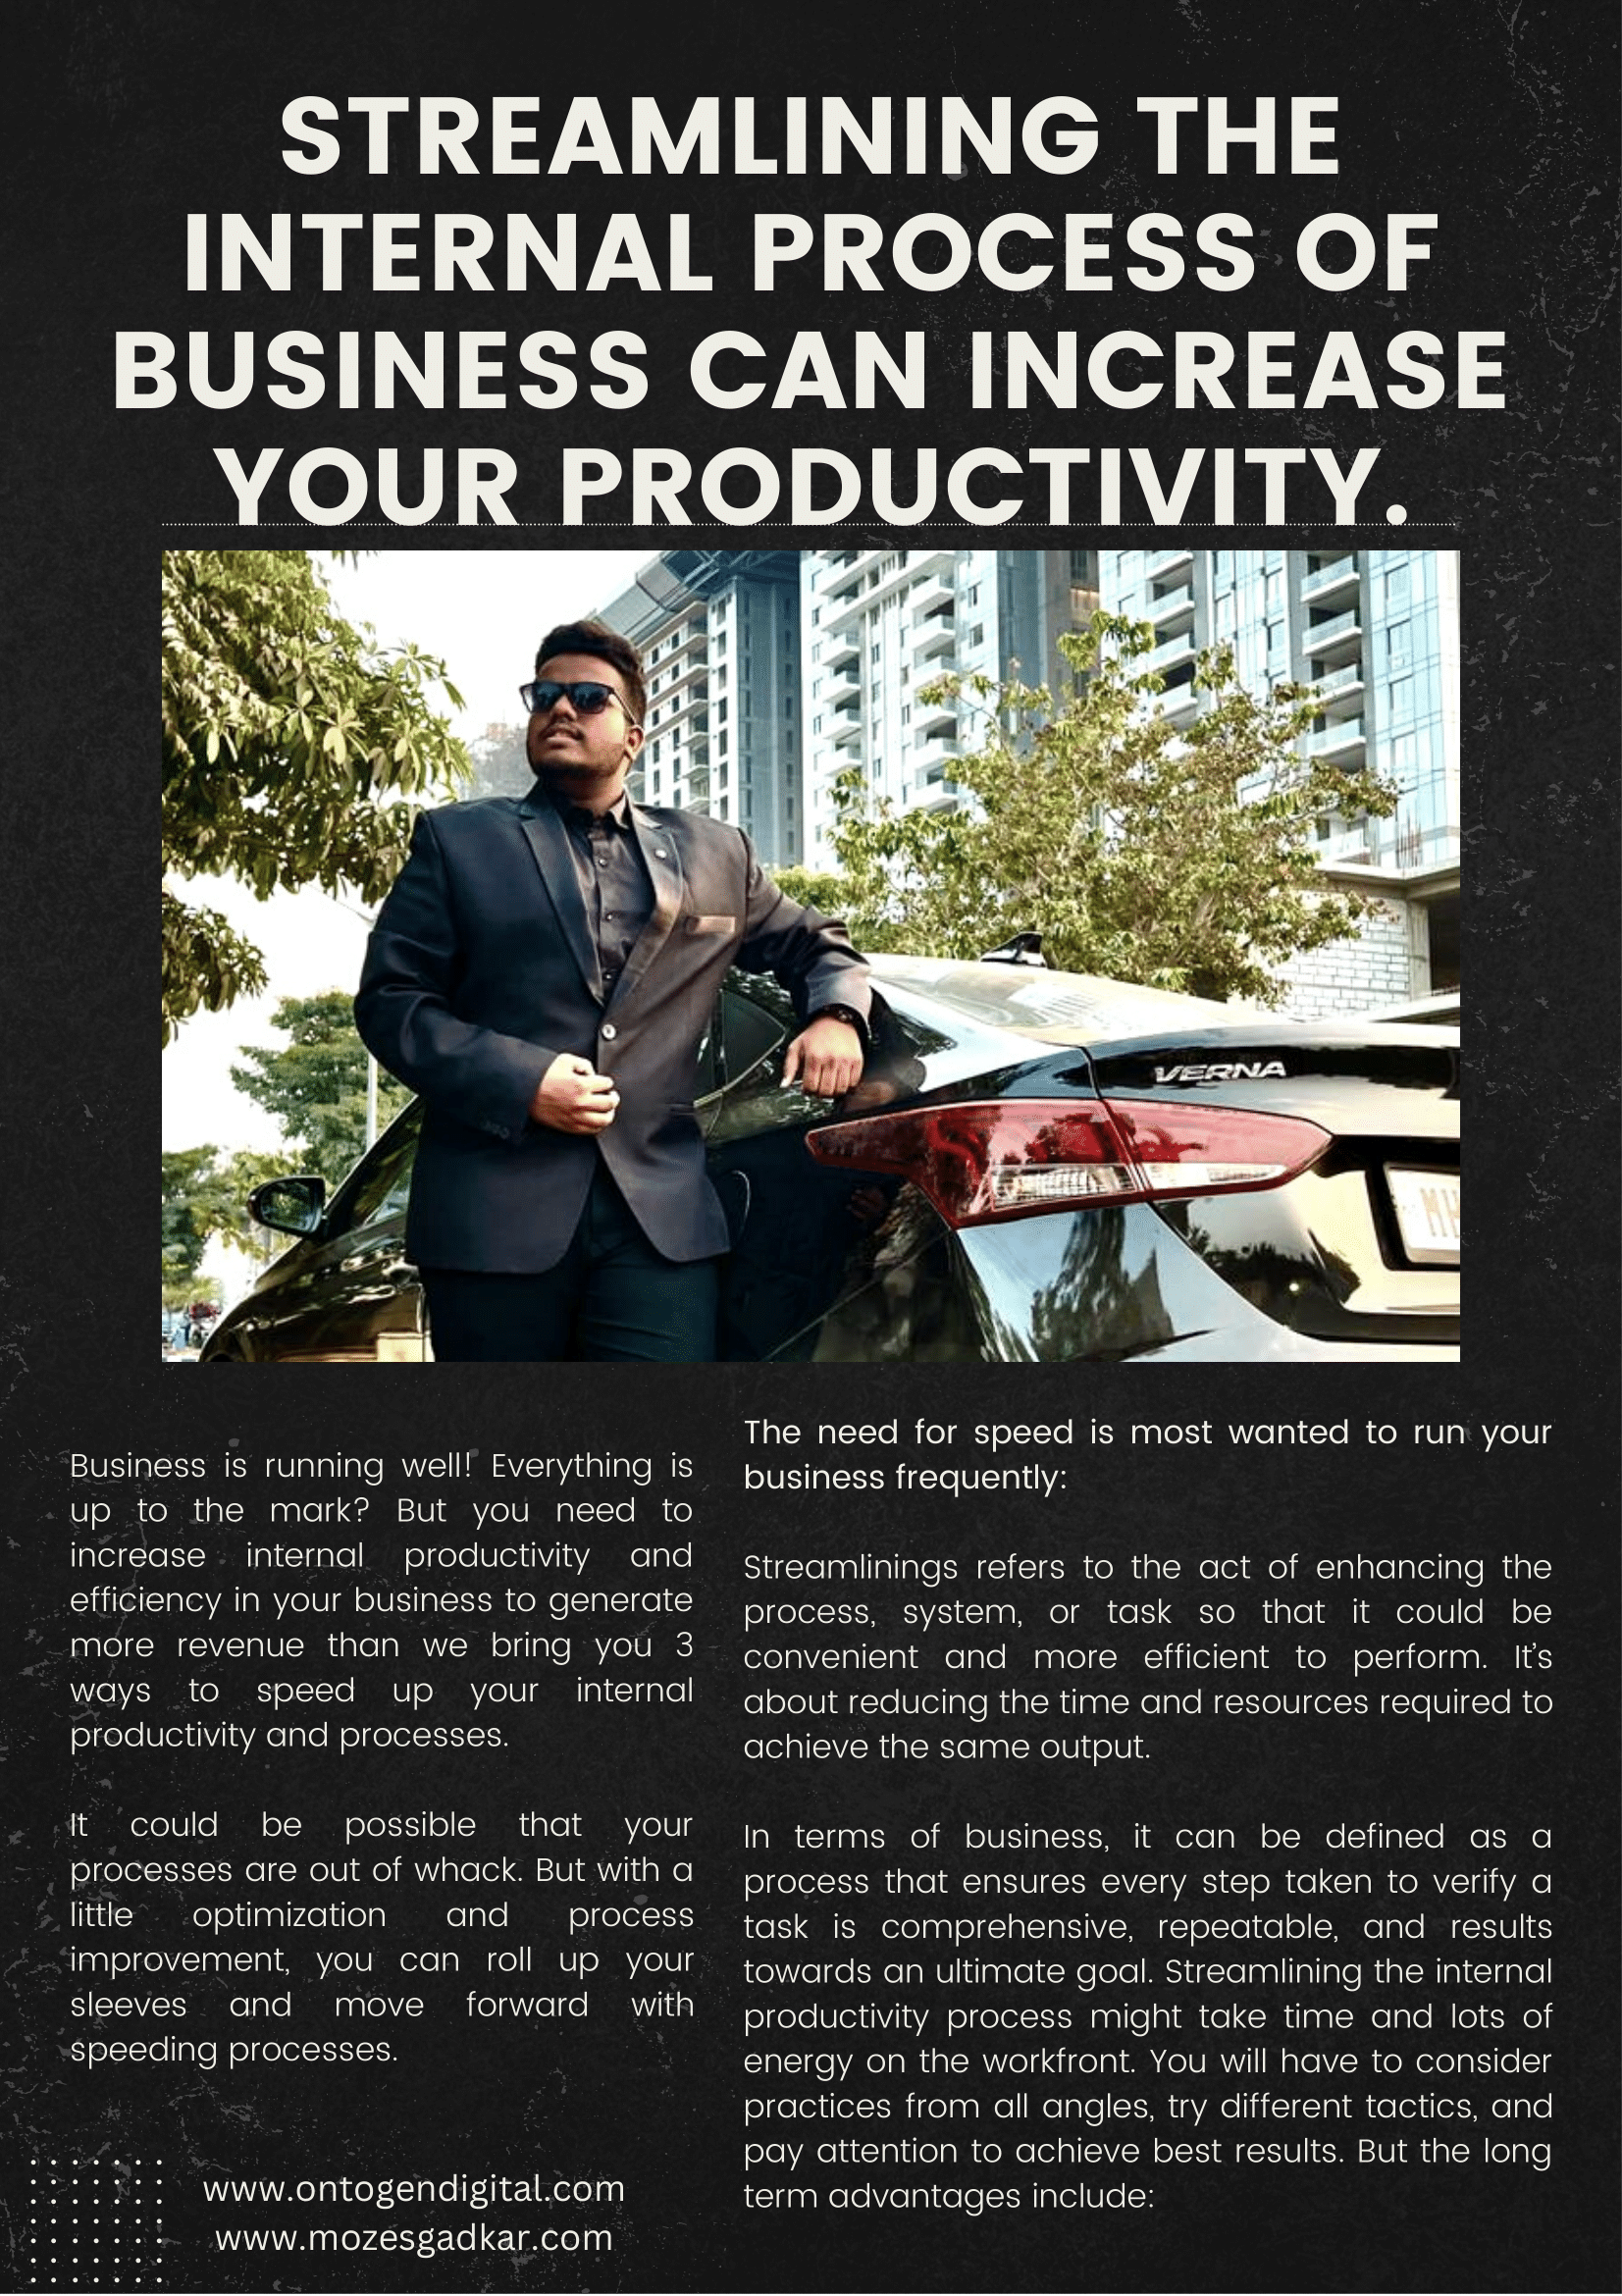 STREAMLINING THE
INTERNAL PROCESS OF
BUSINESS CAN INCREASE
YOUR PRODUCTIVITY.
VERNA
MH
Business is running well! Everything is
up to the mark? But you need to
increase internal productivity and
efficiency in your business to generate
more revenue than we bring you 3
ways to speed up your internal
productivity and processes.
It could be possible that your
processes are out of whack. But with a
little optimization and process
improvement, you can roll up your
sleeves and move forward with
speeding processes.
www.ontogendigital.com
www.mozesgadkar.com
The need for speed is most wanted to run your
business frequently:
Streamlinings refers to the act of enhancing the
process, system, or task so that it could be
convenient and more efficient to perform. It’s
about reducing the time and resources required to
achieve the same output.
In terms of business, it can be defined as a
process that ensures every step taken to verify a
task is comprehensive, repeatable, and results
towards an ultimate goal. Streamlining the internal
productivity process might take time and lots of
energy on the workfront. You will have to consider
practices from all angles, try different tactics, and
pay attention to achieve best results. But the long
term advantages include: